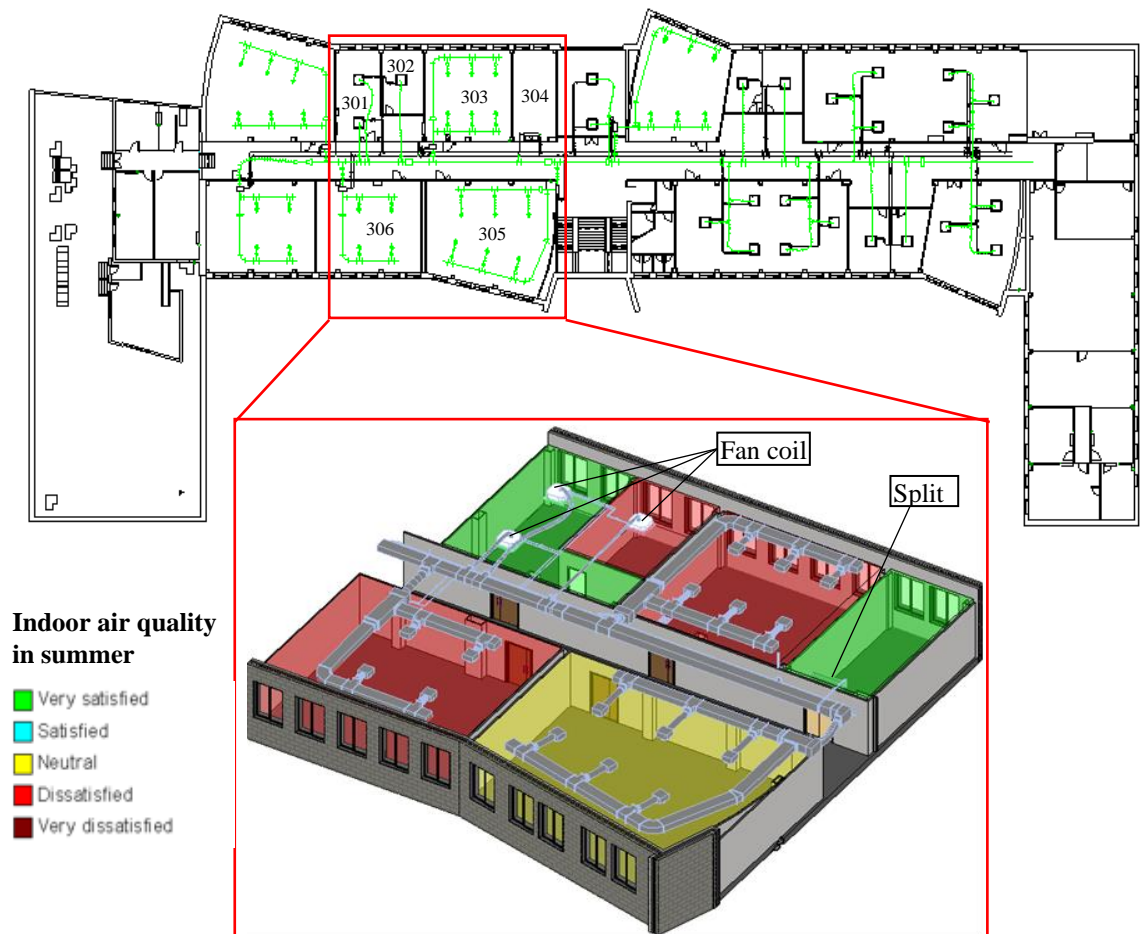 302
301
303
304
306
305
Fan coil
Split
Indoor air quality
in summer
Very satisfied
Satisfied
Neutral
Dissatisfied
Very dissatisfied